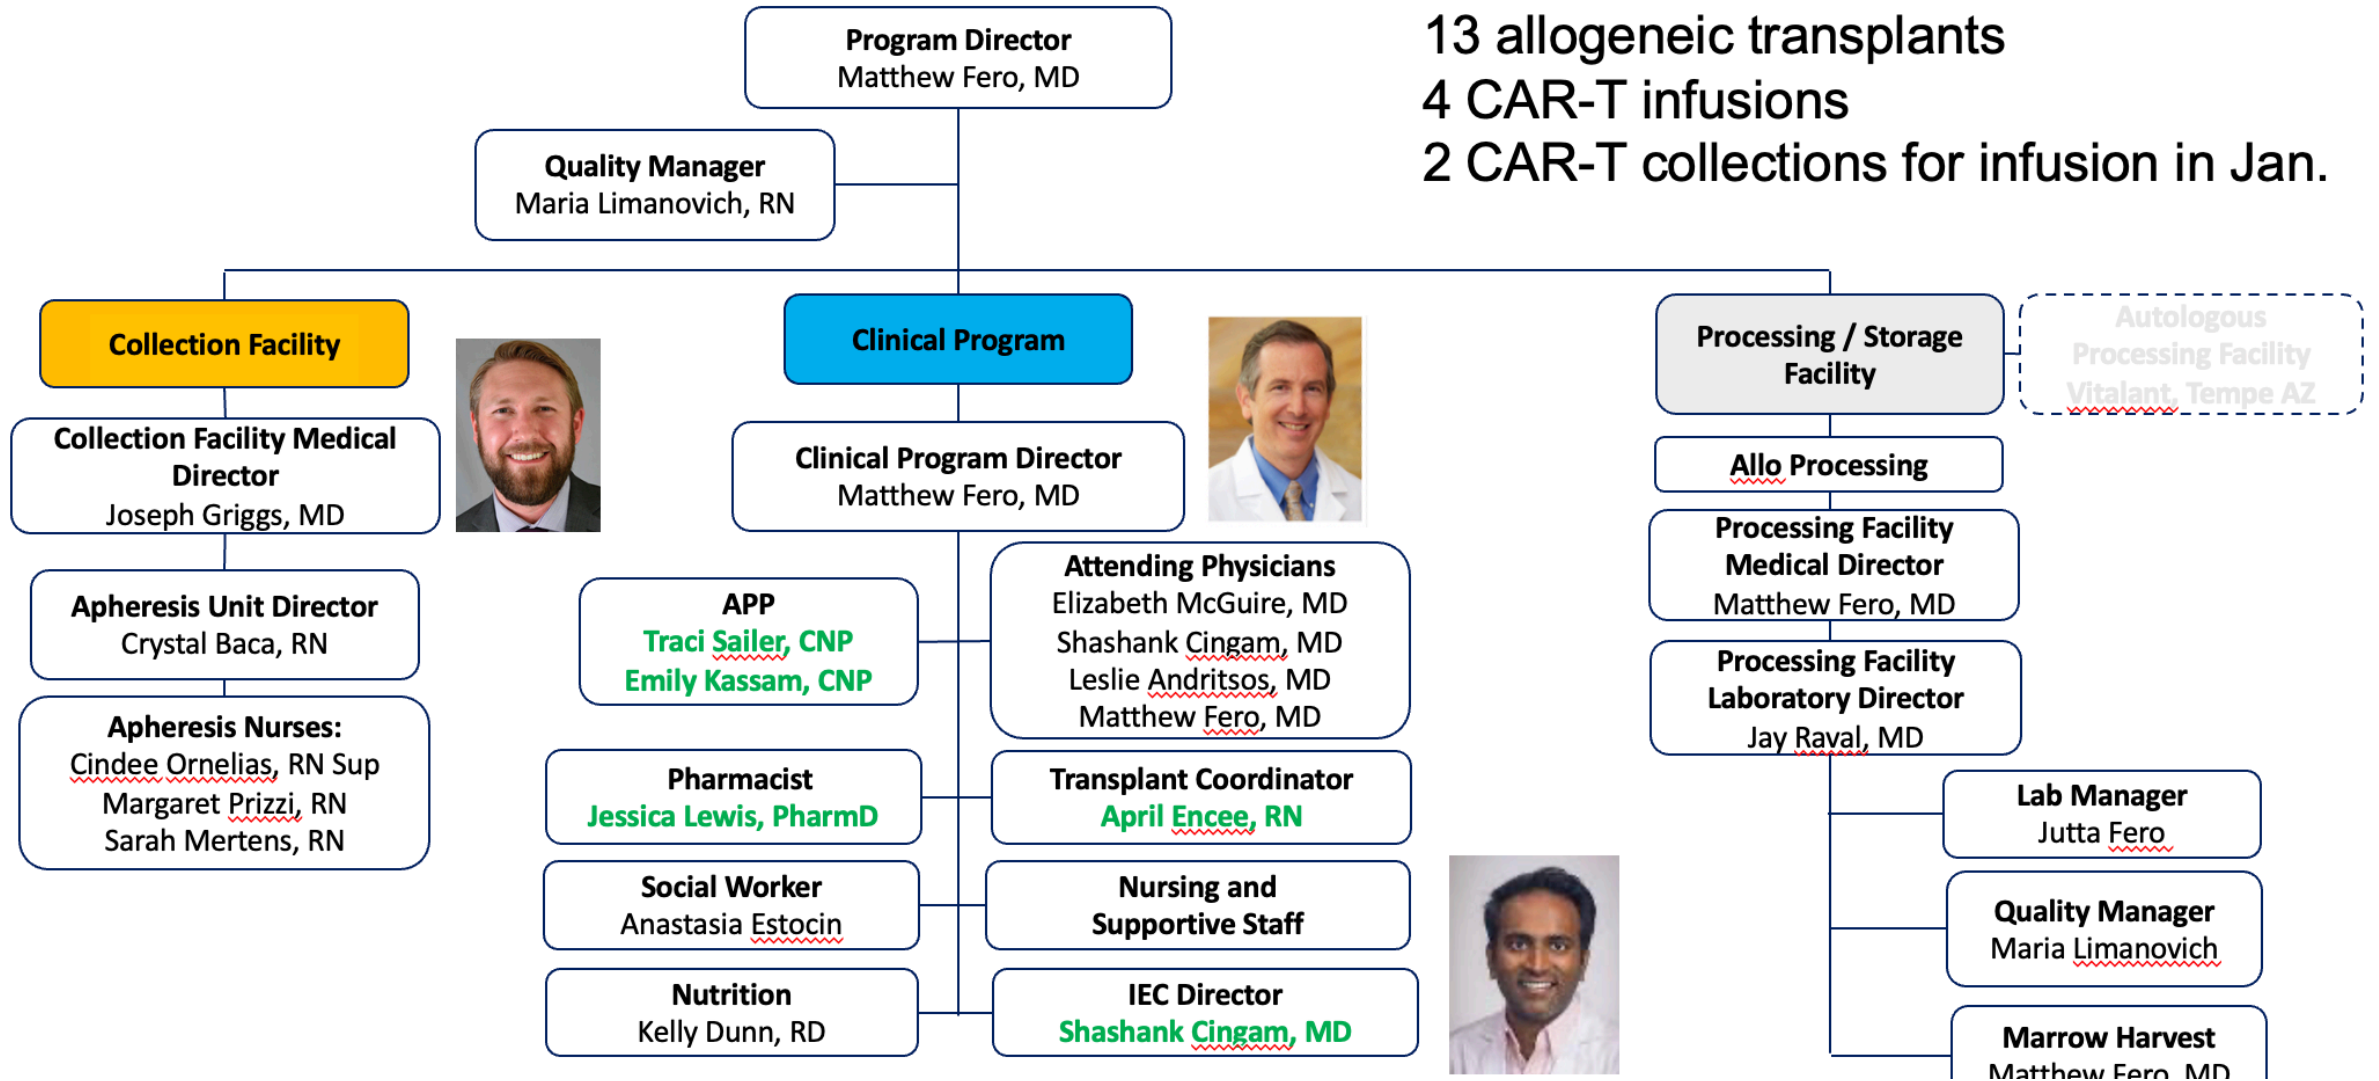 Program Director
Matthew Fero, MD
13 allogeneic transplants
4 CAR-T infusions
2 CAR-T collections for infusion in Jan.
Quality Manager
Maria Limanovich, RN
Collection Facility
Collection Facility Medical
Director
Joseph Griggs, MD
Apheresis Unit Director
Crystal Baca, RN
Apheresis Nurses:
Cindee Ornelias, RN Sup
Margaret Prizzi, RN
Sarah Mertens, RN
Clinical Program
Clinical Program Director
Matthew Fero, MD
APP
Traci Sailer, CNP
Emily Kassam, CNP
Attending Physicians
Elizabeth McGuire, MD
Shashank Cingam, MD
Leslie Andritsos, MD
Matthew Fero, MD
Pharmacist
Jessica Lewis, PharmD
Transplant Coordinator
April Encee, RN
Social Worker
Anastasia Estocin
Nursing and
Supportive Staff
Nutrition
Kelly Dunn, RD
IEC Director
Shashank Cingam, MD
Processing / Storage
Facility
Autologous
Processing Facility
Vitalant, Tempe AZ
Allo Processing
Processing Facility
Medical Director
Matthew Fero, MD
Processing Facility
Laboratory Director
Jay Raval, MD
Lab Manager
Jutta Fero
Quality Manager
Maria Limanovich
Marrow Harvest
Matthew Fero, MD